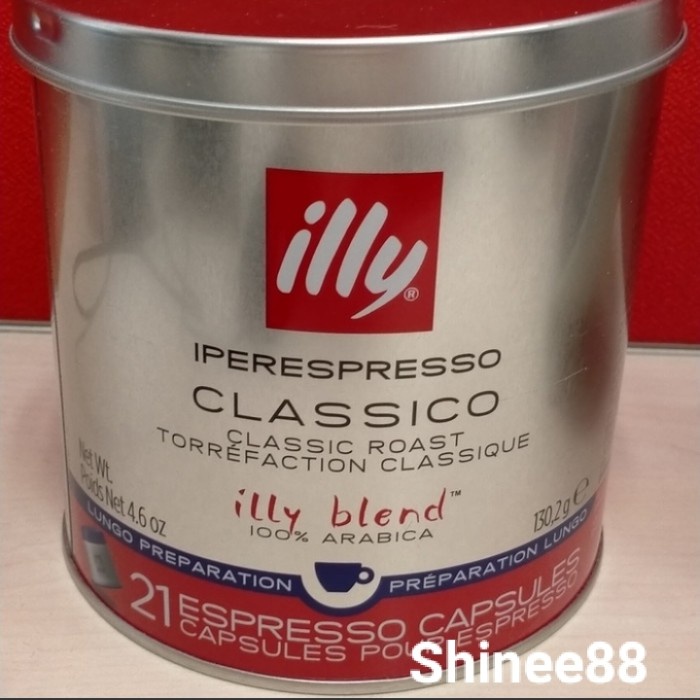 illy®
IPERESPRESSO
CLASSICO
CLASSIC ROAST
TORRÉFACTION CLASSIQUE
Net Wt.
Poids Net 4.6 oz
illy blend™
100% ARABICA
130,2 g ℮
LUNGO PREPARATION
PRÉPARATION LUNGO
21 ESPRESSO CAPSULES
CAPSULES POUR ESPRESSO
Shinee88